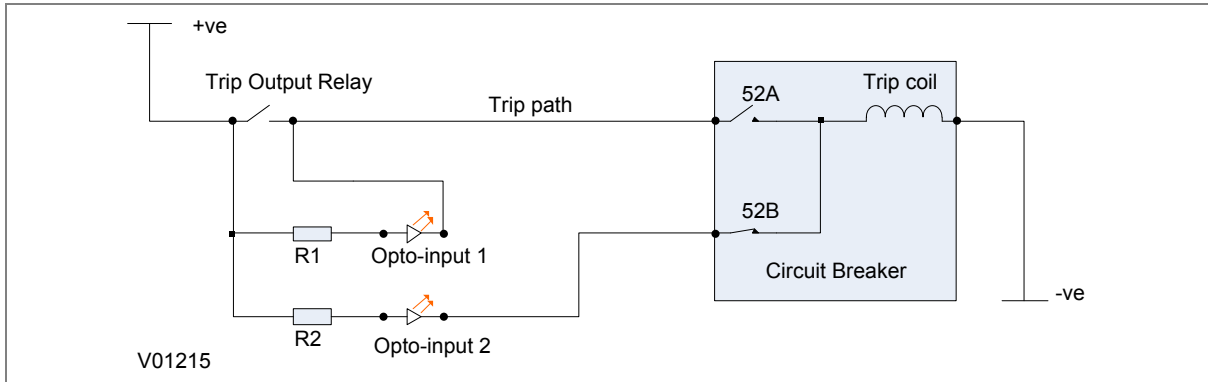 +ve
Trip Output Relay
Trip path
52A
Trip coil
52B
R1
Opto-input 1
Circuit Breaker
-ve
R2
Opto-input 2
V01215